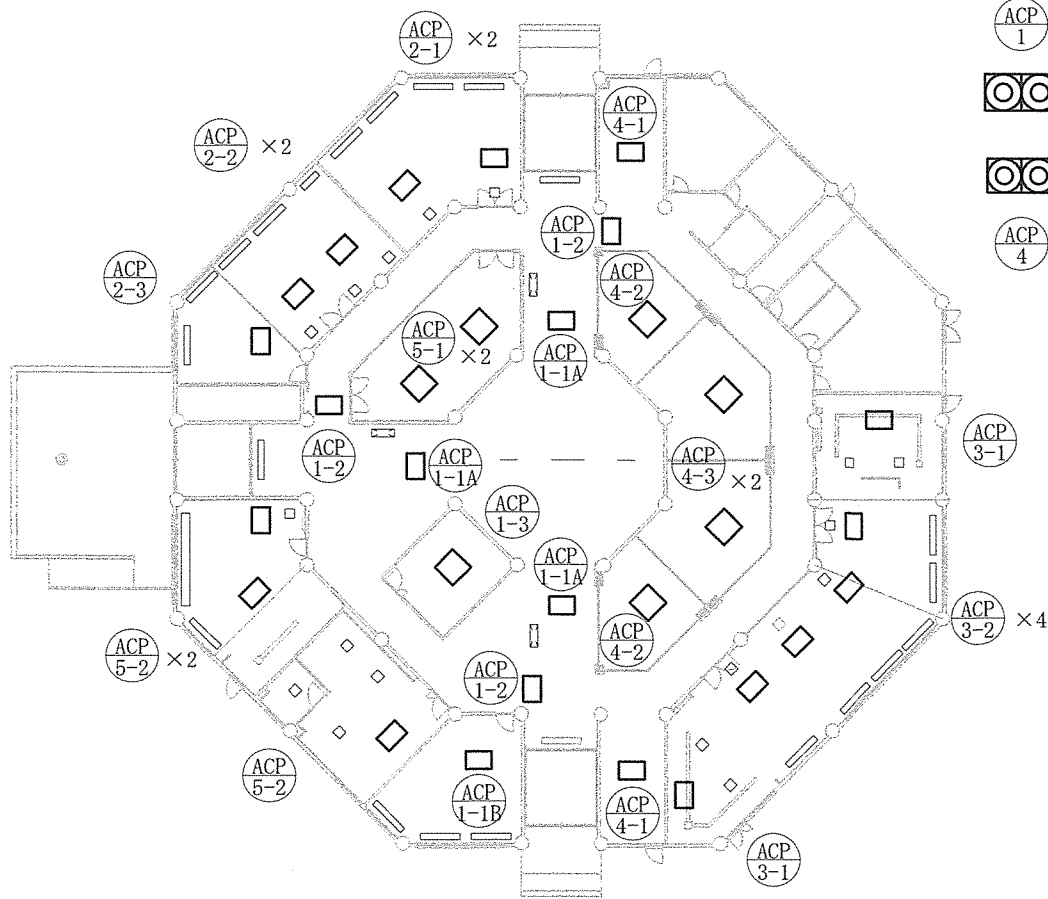 ACP
2-1 ×2
ACP
1
ACP
4-1
ACP
2-2 ×2
ACP
1-2
ACP
4
ACP
2-3
ACP
4-2
ACP
5-1 ×2
ACP
1-1A
ACP
3-1
ACP
1-2
ACP
1-1A
ACP
4-3 ×2
ACP
1-3
ACP
1-1A
ACP
3-2 ×4
ACP
4-2
ACP
5-2 ×2
ACP
1-2
ACP
5-2
ACP
1-1B
ACP
4-1
ACP
3-1